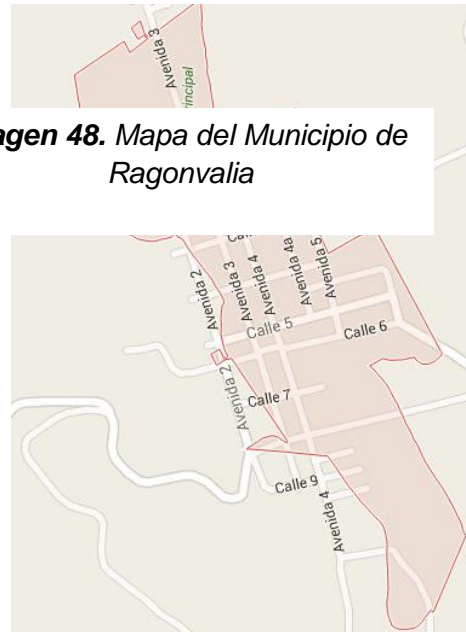 Avenida 3
rincipal
agen 48. Mapa del Municipio de
Ragonvalia
Avenida 2
Avenida 3
Avenida 4
Avenida 4a
Avenida 5
Calle 5
Calle 6
Avenida 2
Calle 7
Calle 9
Avenida 4